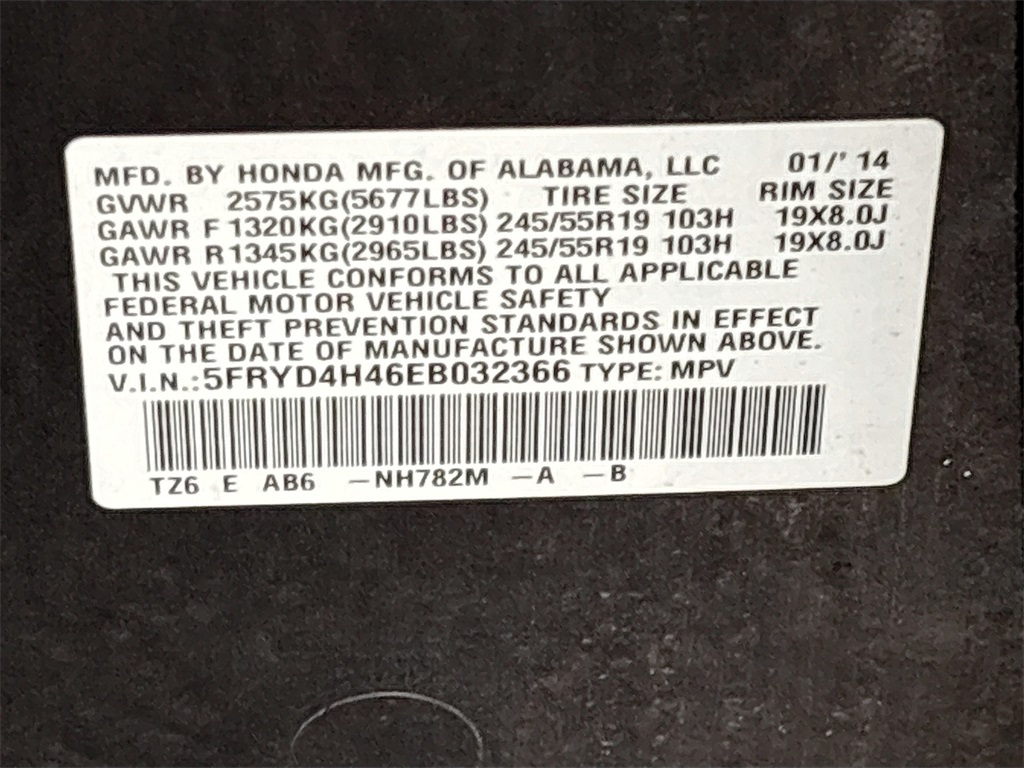 MFD. BY HONDA MFG. OF ALABAMA, LLC 01/' 14
GVWR 2575KG(5677LBS) TIRE SIZE RIM SIZE
GAWR F 1320KG(2910LBS) 245/55R19 103H 19X8.0J
GAWR R 1345KG(2965LBS) 245/55R19 103H 19X8.0J
THIS VEHICLE CONFORMS TO ALL APPLICABLE
FEDERAL MOTOR VEHICLE SAFETY
AND THEFT PREVENTION STANDARDS IN EFFECT
ON THE DATE OF MANUFACTURE SHOWN ABOVE.
V.I.N.:5FRYD4H46EB032366 TYPE: MPV
TZ6 E AB6 –NH782M –A –B